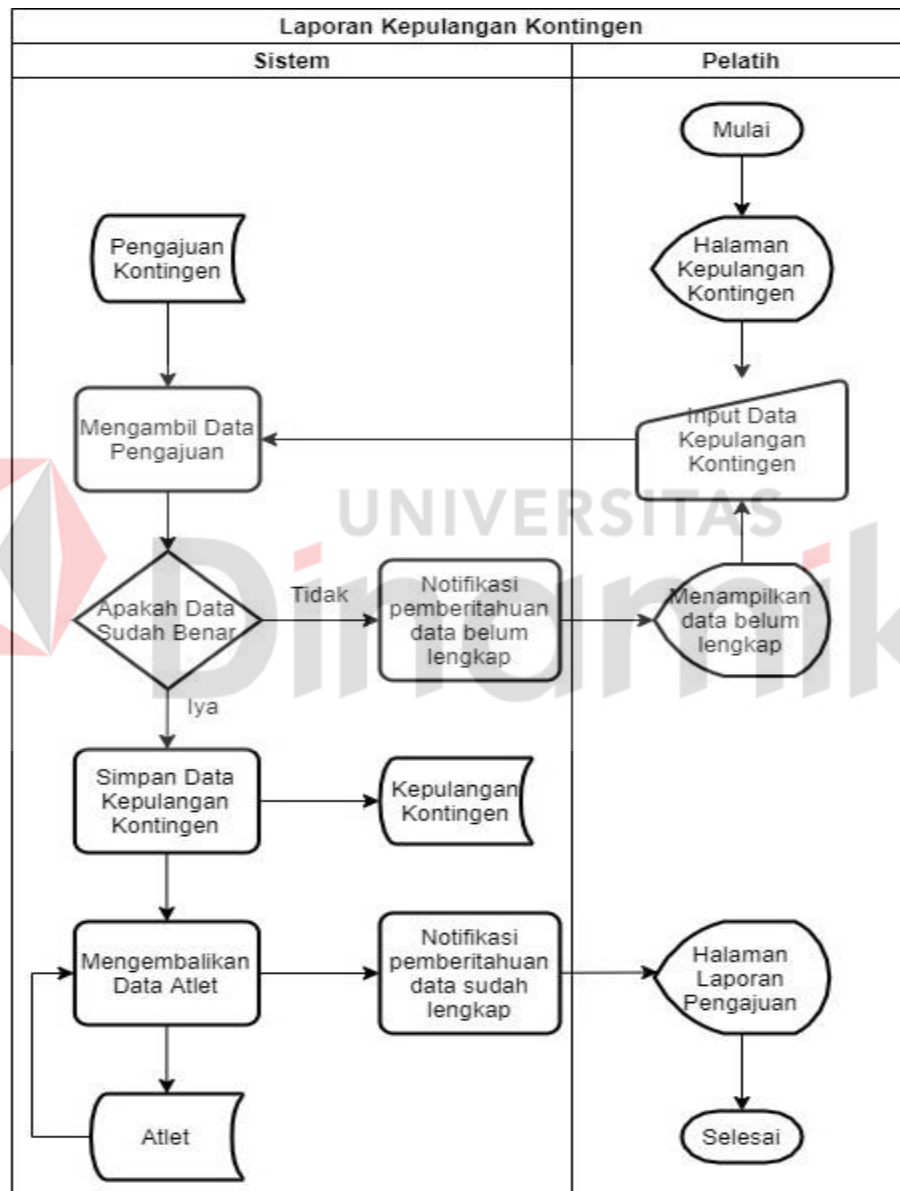 Laporan Kepulangan Kontingen
Sistem
Pelatih
Mulai
Pengajuan
Kontingen
Halaman
Kepulangan
Kontingen
Mengambil Data
Pengajuan
Input Data
Kepulangan
Kontingen
UNIVERSITAS
Dinamika
Apakah Data
Sudah Benar
Tidak
Notifikasi
pemberitahuan
data belum
lengkap
Menampilkan
data belum
lengkap
Iya
Simpan Data
Kepulangan
Kontingen
Kepulangan
Kontingen
Mengembalikan
Data Atlet
Notifikasi
pemberitahuan
data sudah
lengkap
Halaman
Laporan
Pengajuan
Atlet
Selesai